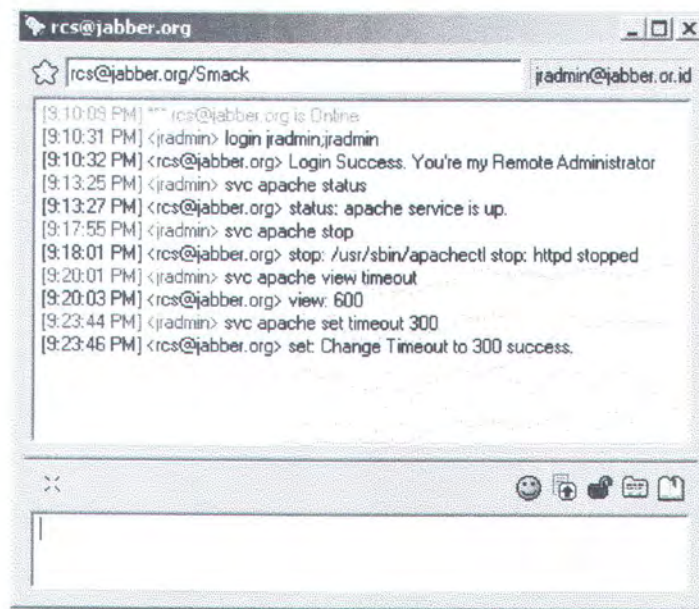 rcs@jabber.org
rcs@jabber.org/Smack
jradmin@jabber.or.id
[9:10:09 PM] *** rcs@jabber.org is Online
[9:10:31 PM] <jradmin> login jradmin;jradmin
[9:10:32 PM] <rcs@jabber.org> Login Success. You're my Remote Administrator
[9:13:25 PM] <jradmin> svc apache status
[9:13:27 PM] <rcs@jabber.org> status: apache service is up.
[9:17:55 PM] <jradmin> svc apache stop
[9:18:01 PM] <rcs@jabber.org> stop: /usr/sbin/apachectl stop: httpd stopped
[9:20:01 PM] <jradmin> svc apache view timeout
[9:20:03 PM] <rcs@jabber.org> view: 600
[9:23:44 PM] <jradmin> svc apache set timeout 300
[9:23:46 PM] <rcs@jabber.org> set: Change Timeout to 300 success.